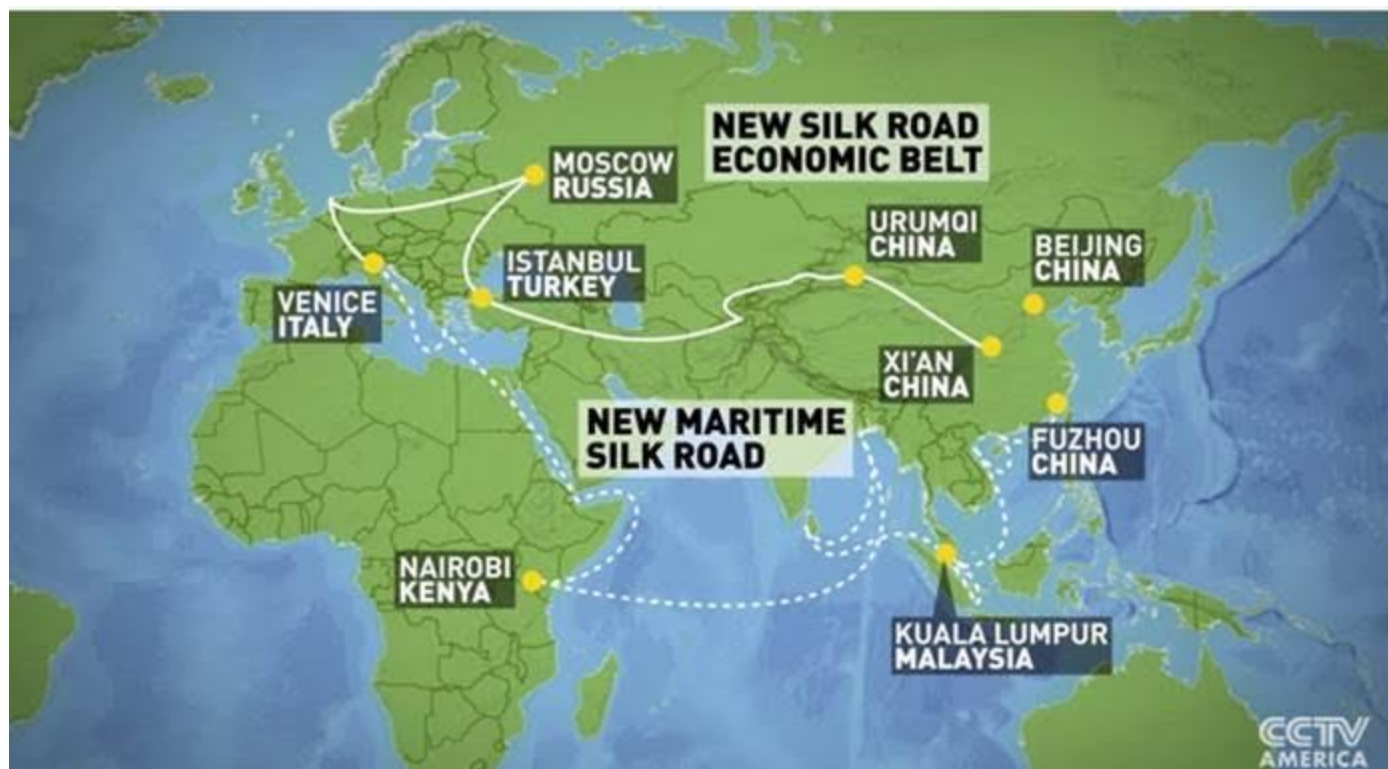 NEW SILK ROAD
ECONOMIC BELT
MOSCOW
RUSSIA
URUMQI
CHINA
BEIJING
CHINA
ISTANBUL
TURKEY
VENICE
ITALY
XI'AN
CHINA
NEW MARITIME
SILK ROAD
FUZHOU
CHINA
NAIROBI
KENYA
KUALA LUMPUR
MALAYSIA
CCTV
AMERICA